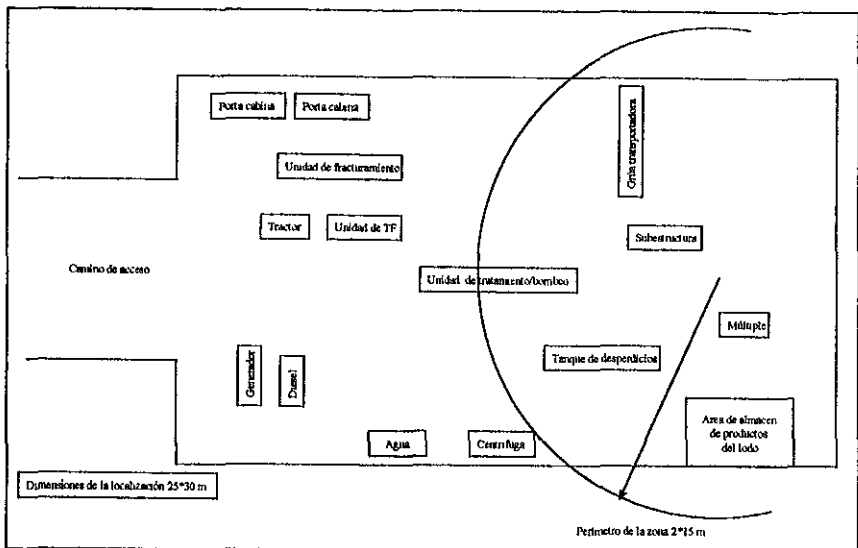 Porta cabina
Porta caseta
Grúa transportadora
Unidad de fracturamiento
Tractor
Unidad de TF
Subestructura
Camino de acceso
Unidad de tratamiento/bombeo
Múltiple
Generador
Diesel
Tanque de desperdicios
Area de almacen
de productos
del lodo
Agua
Centrifuga
Dimensiones de la localización 25*30 m
Perímetro de la zona 2*15 m